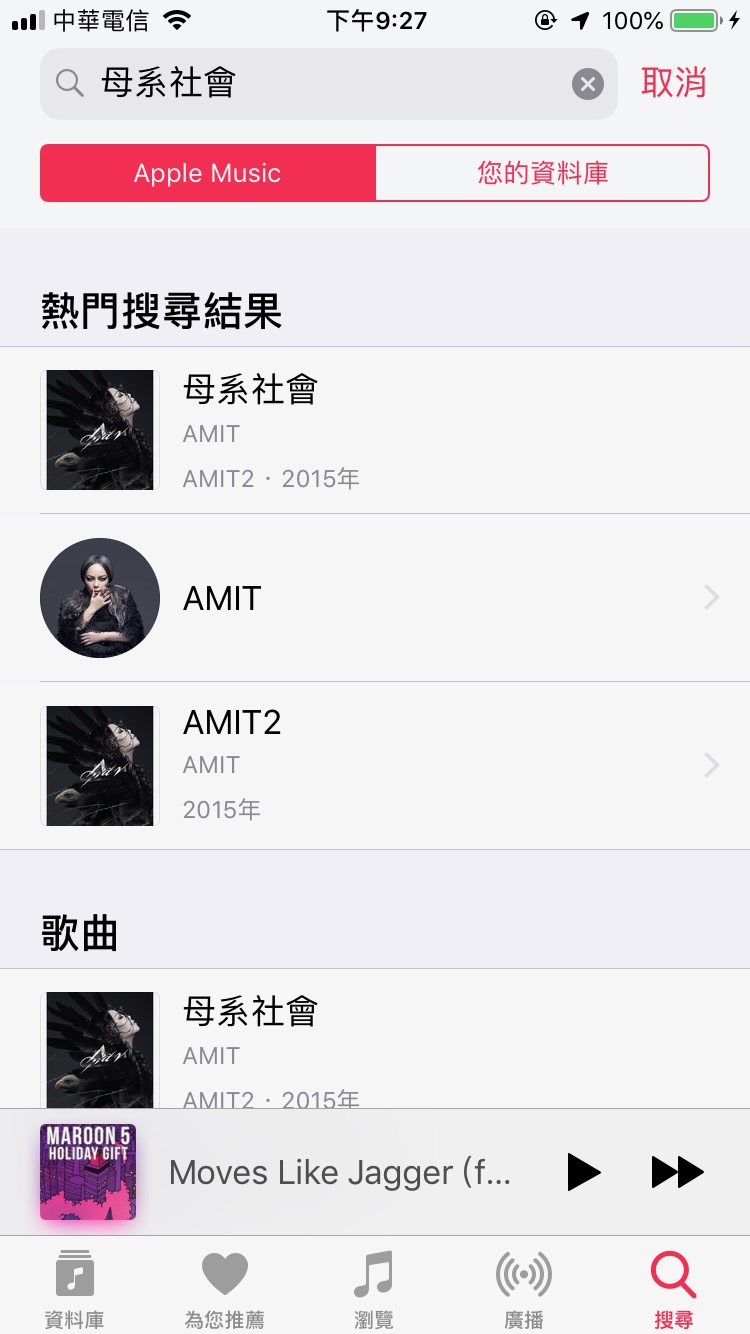 中華電信 下午9:27 100%
母系社會 取消
Apple Music 您的資料庫
熱門搜尋結果
母系社會
AMIT
AMIT2 · 2015年
AMIT
AMIT2
AMIT
2015年
歌曲
母系社會
AMIT
AMIT2 · 2015年
MAROON 5
HOLIDAY GIFT
Moves Like Jagger (f...
資料庫 為您推薦 瀏覽 廣播 搜尋